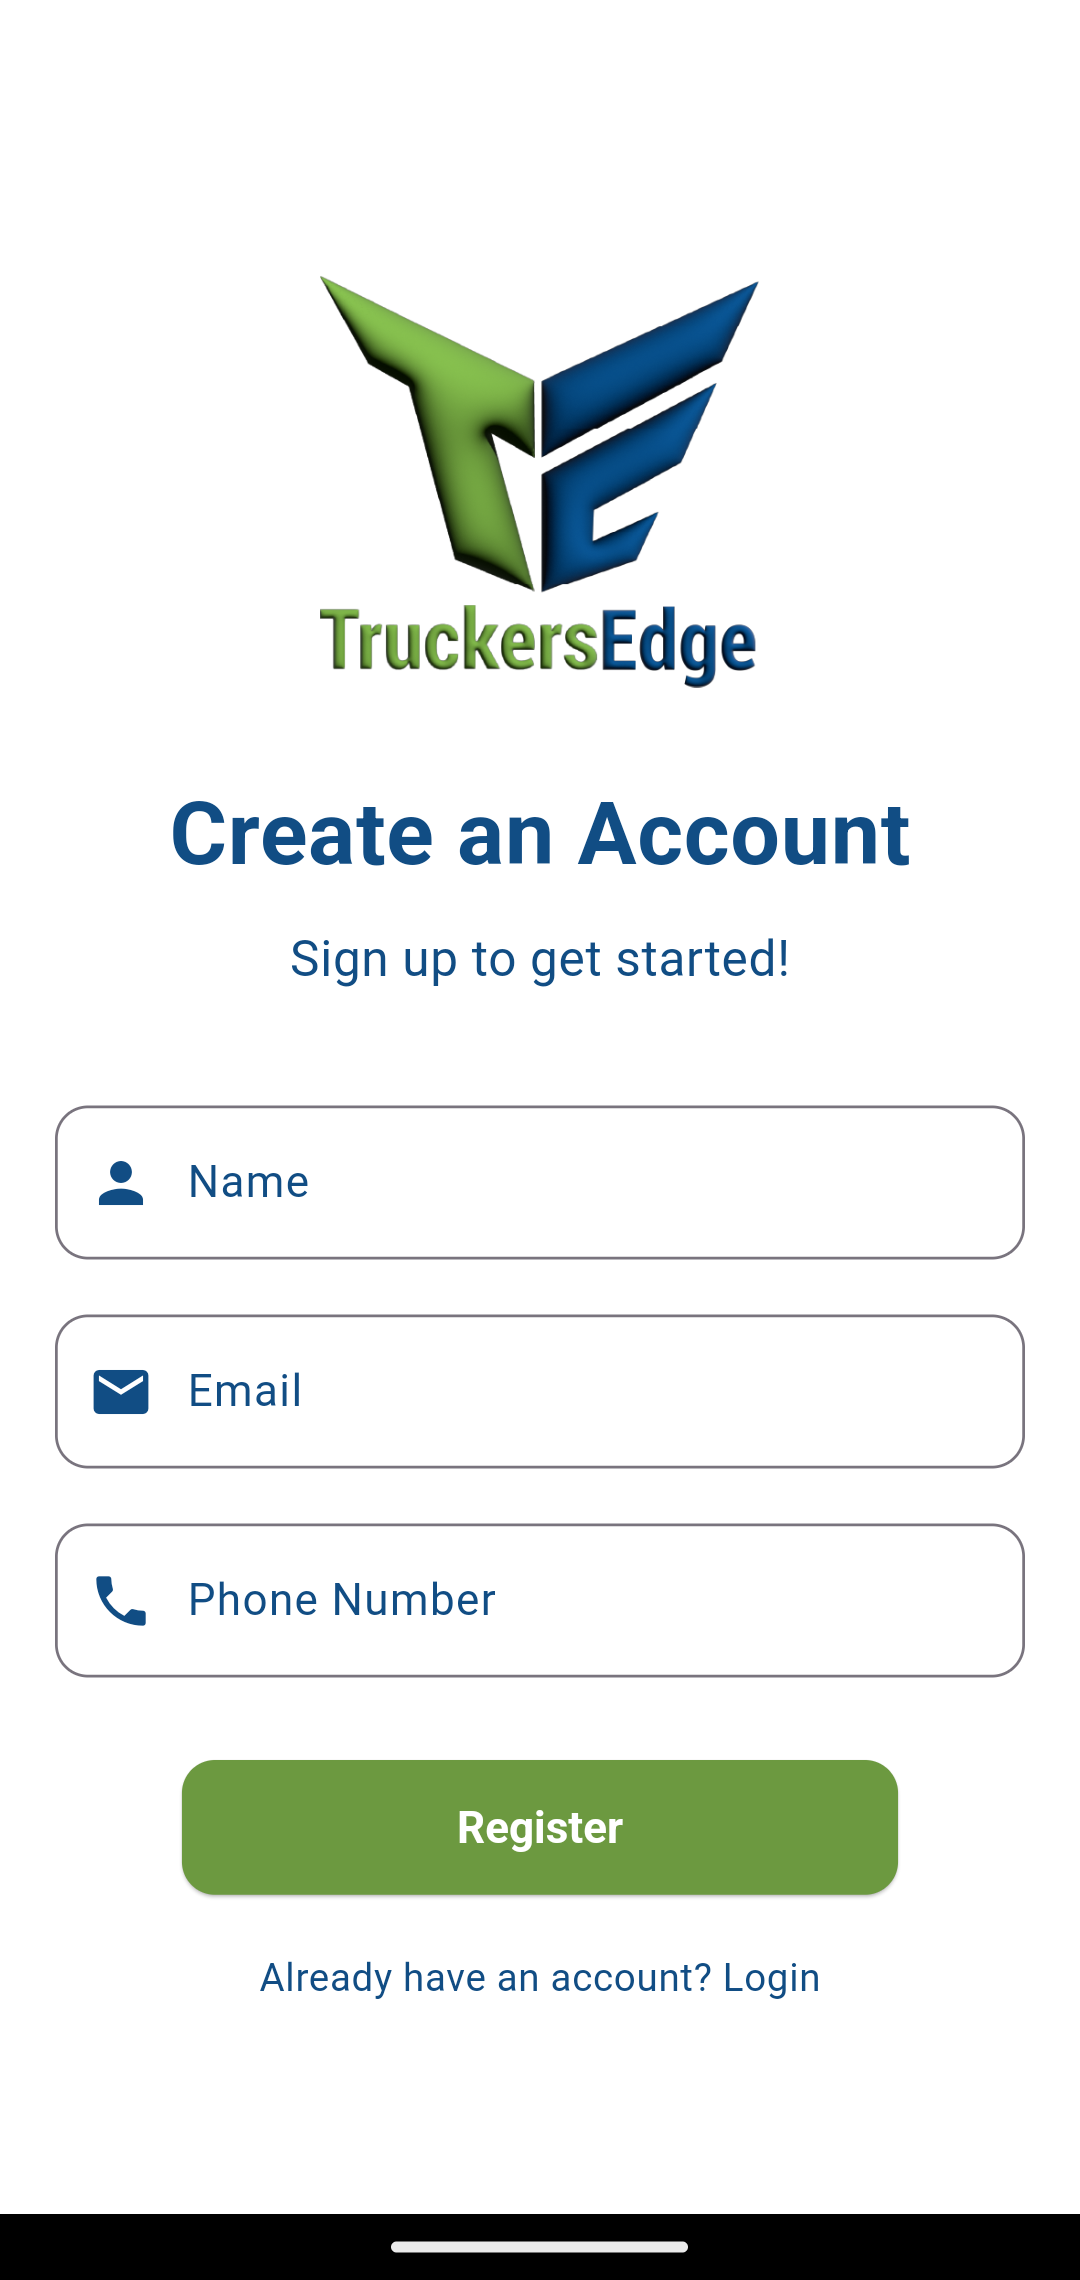 TE
TruckersEdge
Create an Account
Sign up to get started!
Name
Email
Phone Number
Register
Already have an account? Login